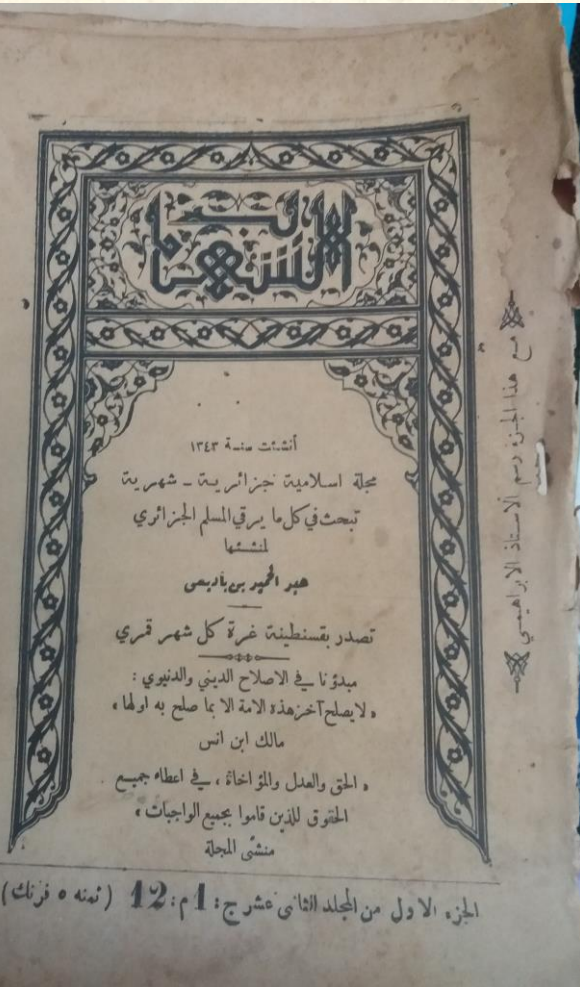 الشهاب
أنشئت سنة ١٣٤٣
مجلة اسلامية جزائرية - شهرية
تبحث في كل ما يرقي المسلم الجزائري
لمنشئها
عبد الحميد بن باديس
تصدر بقسنطينة غرة كل شهر قمري
مبدؤنا في الاصلاح الديني والدنيوي :
« لا يصلح آخر هذه الامة الا بما صلح به اولها »
مالك ابن انس
« الحق والعدل والمؤاخاة ، في اعطاء جميع
الحقوق للذين قاموا بجميع الواجبات »
منشئ المجلة
الجزء الاول من المجلد الثاني عشر ج : 1 م : 12 (ثمنه ٥ فرنك)
مع هذا الجزء رسم الاستاذ الابراهيمي